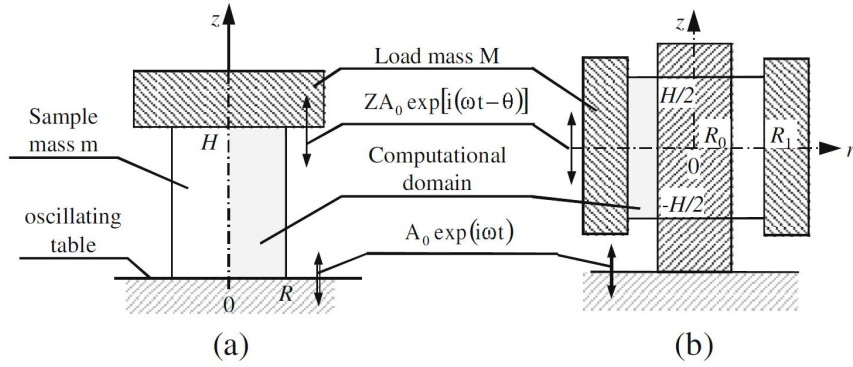 z
Load mass M
ZA₀ exp[i(ωt−θ)]
Sample
mass m
H
Computational
domain
oscillating
table
A₀ exp(iωt)
0
R
(a)
z
H/2
R₀
R₁
r
0
-H/2
(b)